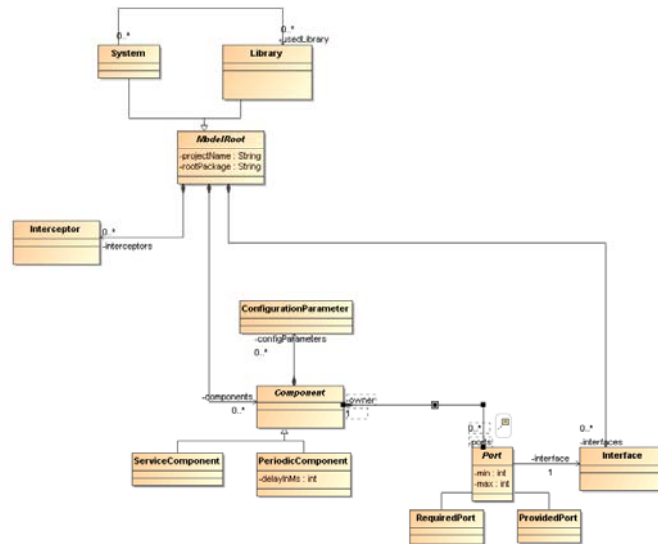 0..*
0..*
-usedLibrary
System
Library
ModelRoot
-projectName : String
-rootPackage : String
Interceptor
0..*
-interceptors
ConfigurationParameter
-configParameters
0..*
-components
0..*
Component
-owner
1
0..*
-ports
0..*
-interfaces
ServiceComponent
PeriodicComponent
-delayInMs : int
Port
-min : int
-max : int
-interface
1
Interface
RequiredPort
ProvidedPort